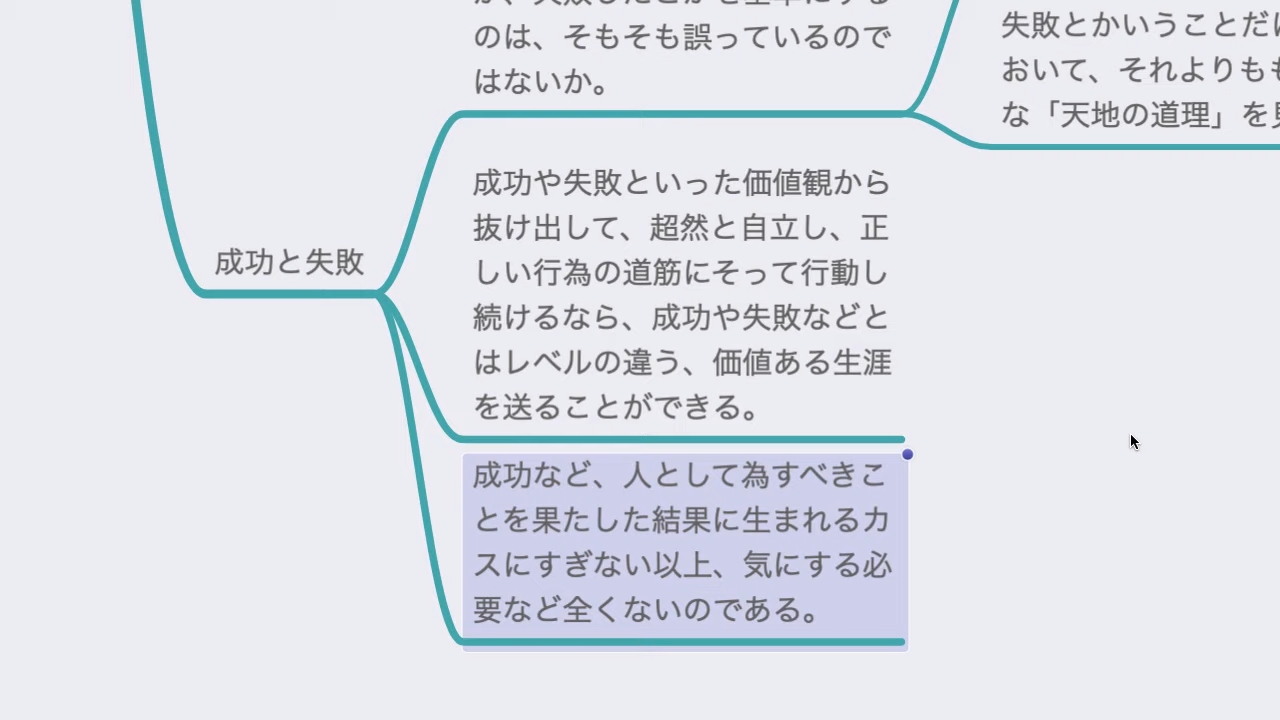 のは、そもそも誤っているので
はないか。
失敗とかいうことだ
おいて、それよりも
な「天地の道理」を
成功と失敗
成功や失敗といった価値観から
抜け出して、超然と自立し、正
しい行為の道筋にそって行動し
続けるなら、成功や失敗などと
はレベルの違う、価値ある生涯
を送ることができる。
成功など、人として為すべきこ
とを果たした結果に生まれるカ
スにすぎない以上、気にする必
要など全くないのである。